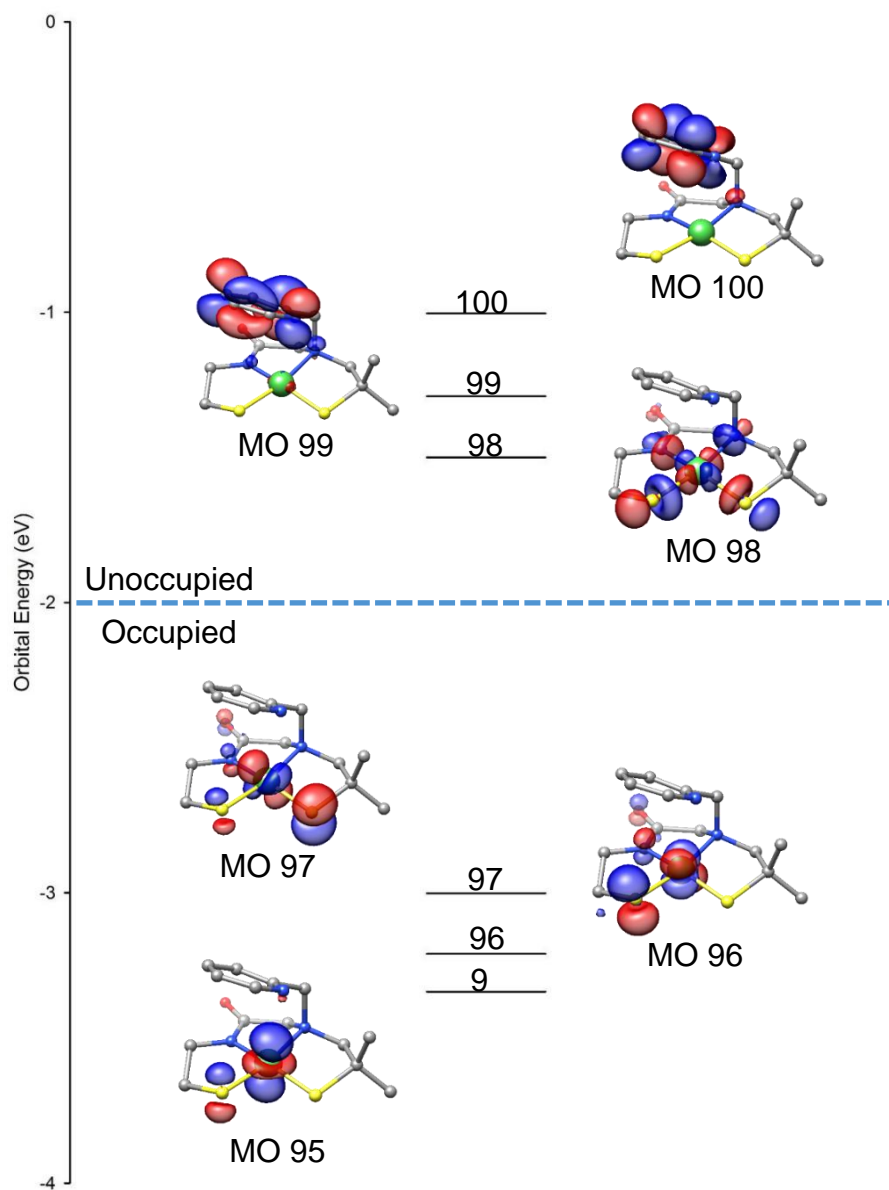 0
MO 100
-1
100
99
MO 99
98
MO 98
Orbital Energy (eV)
Unoccupied
-2
Occupied
MO 97
-3
97
96
MO 96
9
MO 95
-4